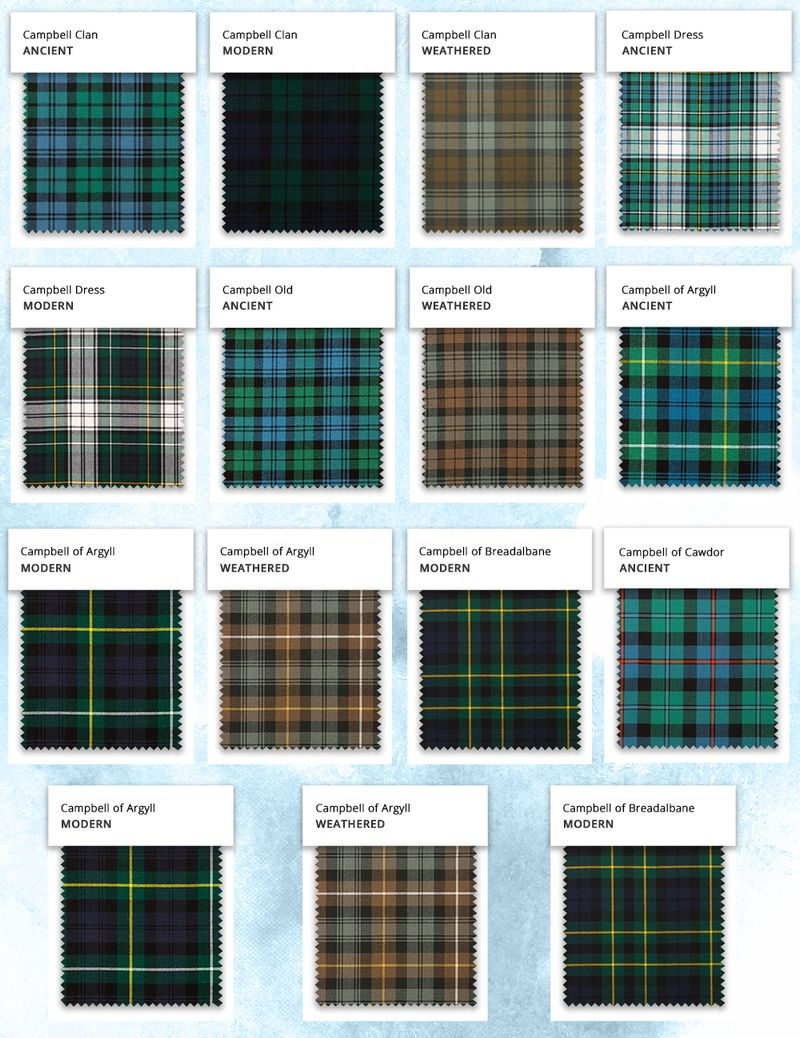 Campbell Clan
ANCIENT
Campbell Clan
MODERN
Campbell Clan
WEATHERED
Campbell Dress
ANCIENT
Campbell Dress
MODERN
Campbell Old
ANCIENT
Campbell Old
WEATHERED
Campbell of Argyll
ANCIENT
Campbell of Argyll
MODERN
Campbell of Argyll
WEATHERED
Campbell of Breadalbane
MODERN
Campbell of Cawdor
ANCIENT
Campbell of Argyll
MODERN
Campbell of Argyll
WEATHERED
Campbell of Breadalbane
MODERN